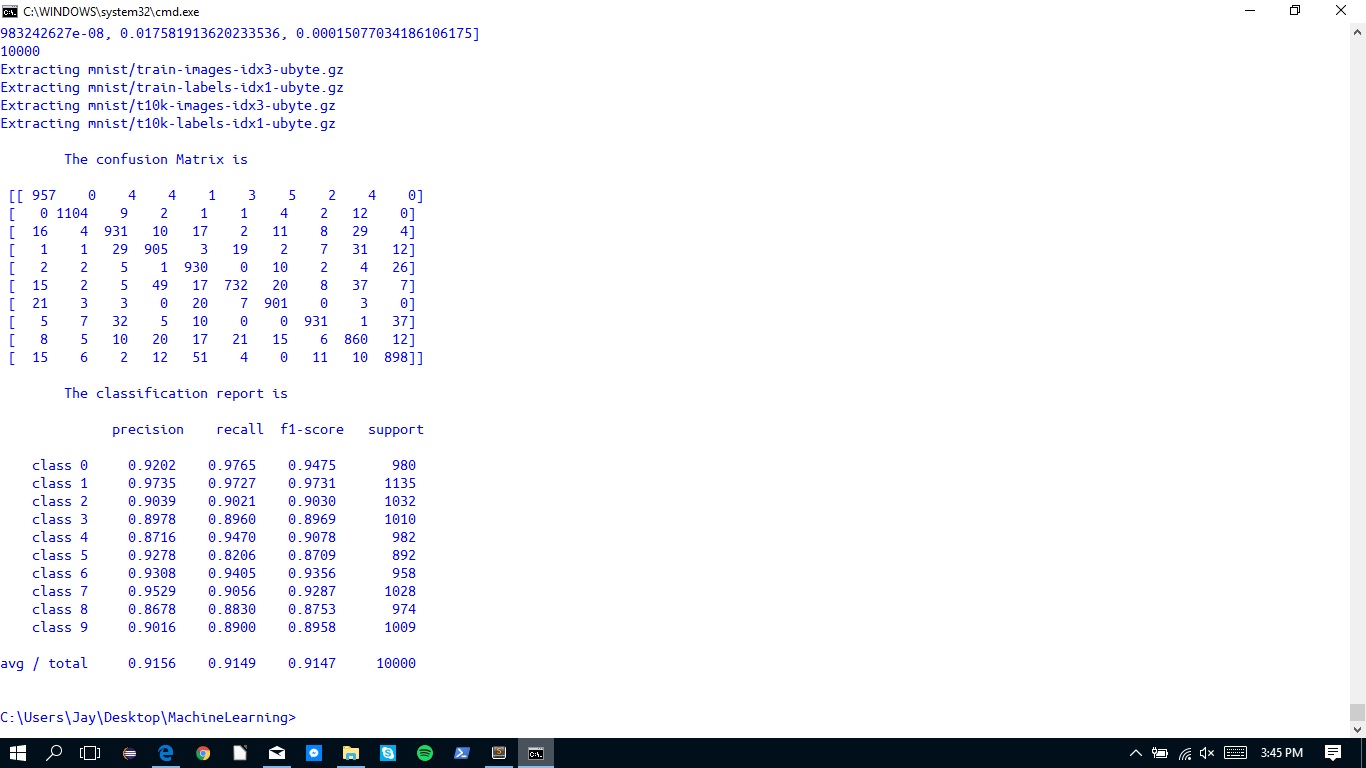 C:\WINDOWS\system32\cmd.exe
983242627e-08, 0.017581913620233536, 0.00015077034186106175]
10000
Extracting mnist/train-images-idx3-ubyte.gz
Extracting mnist/train-labels-idx1-ubyte.gz
Extracting mnist/t10k-images-idx3-ubyte.gz
Extracting mnist/t10k-labels-idx1-ubyte.gz
The confusion Matrix is
[[ 957 0 4 4 1 3 5 2 4 0]
[ 0 1104 9 2 1 1 4 2 12 0]
[ 16 4 931 10 17 2 11 8 29 4]
[ 1 1 29 905 3 19 2 7 31 12]
[ 2 2 5 1 930 0 10 2 4 26]
[ 15 2 5 49 17 732 20 8 37 7]
[ 21 3 3 0 20 7 901 0 3 0]
[ 5 7 32 5 10 0 0 931 1 37]
[ 8 5 10 20 17 21 15 6 860 12]
[ 15 6 2 12 51 4 0 11 10 898]]
The classification report is
precision recall f1-score support
class 0 0.9202 0.9765 0.9475 980
class 1 0.9735 0.9727 0.9731 1135
class 2 0.9039 0.9021 0.9030 1032
class 3 0.8978 0.8960 0.8969 1010
class 4 0.8716 0.9470 0.9078 982
class 5 0.9278 0.8206 0.8709 892
class 6 0.9308 0.9405 0.9356 958
class 7 0.9529 0.9056 0.9287 1028
class 8 0.8678 0.8830 0.8753 974
class 9 0.9016 0.8900 0.8958 1009
avg / total 0.9156 0.9149 0.9147 10000
C:\Users\Jay\Desktop\MachineLearning>
3:45 PM